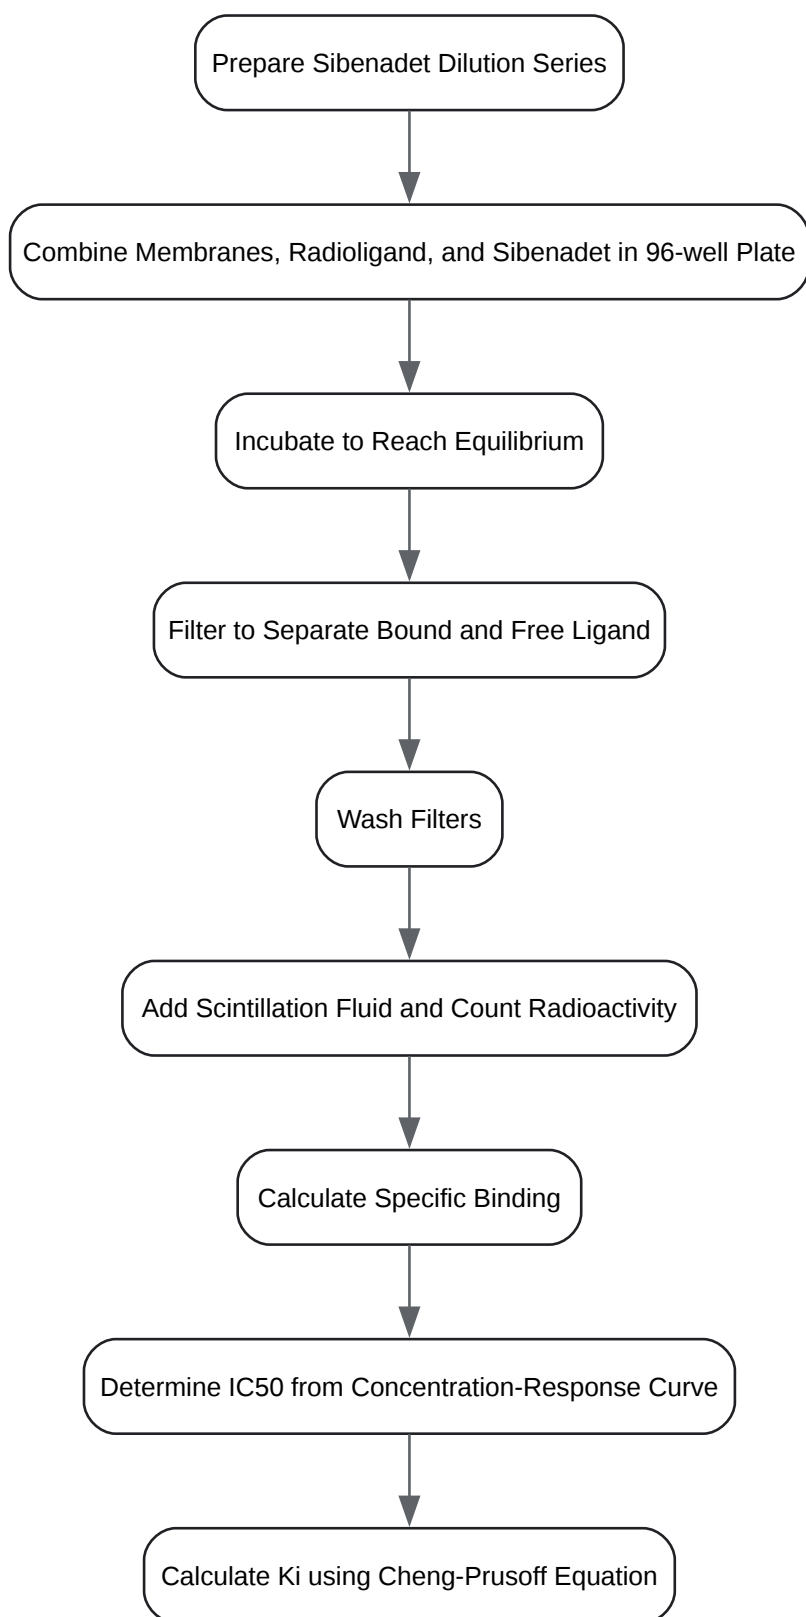 Prepare Sibenadet Dilution Series
Combine Membranes, Radioligand, and Sibenadet in 96-well Plate
Incubate to Reach Equilibrium
Filter to Separate Bound and Free Ligand
Wash Filters
Add Scintillation Fluid and Count Radioactivity
Calculate Specific Binding
Determine IC50 from Concentration-Response Curve
Calculate Ki using Cheng-Prusoff Equation